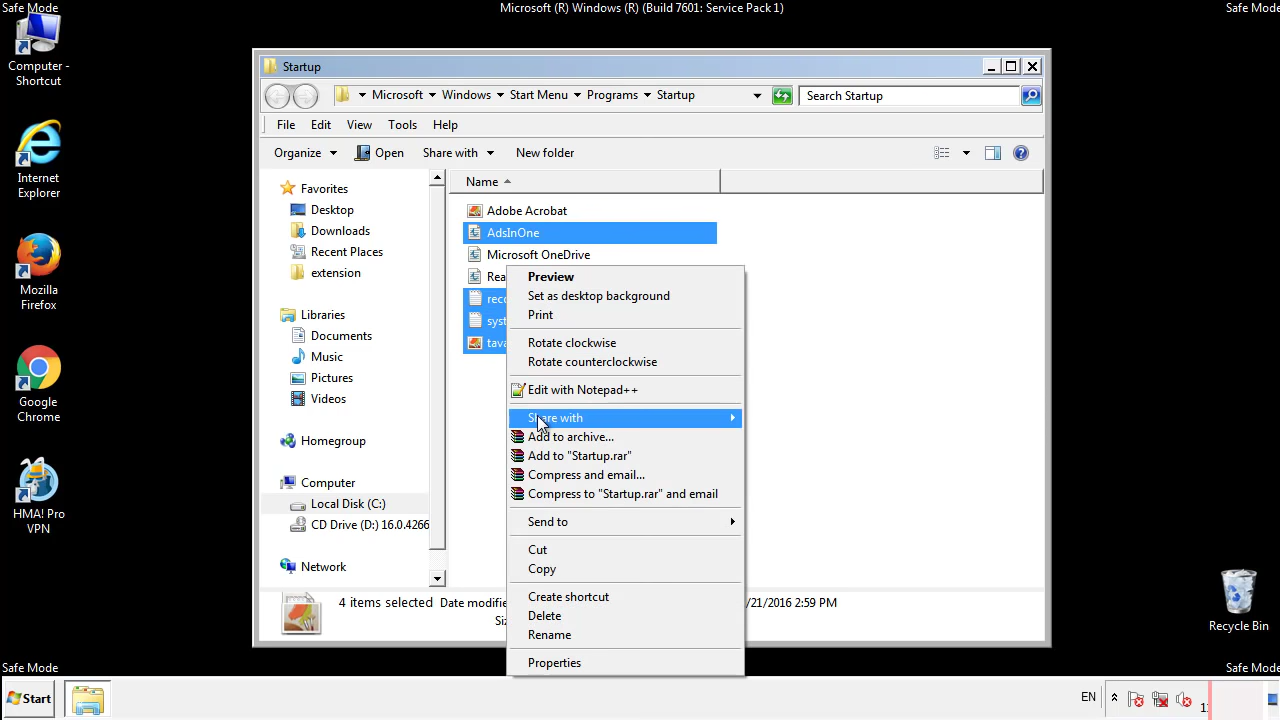 Safe Mode
Microsoft (R) Windows (R) (Build 7601: Service Pack 1)
Safe Mode
Computer - Shortcut
Internet Explorer
Mozilla Firefox
Google Chrome
HMA! Pro VPN
Startup
Microsoft Windows Start Menu Programs Startup
Search Startup
File Edit View Tools Help
Organize Open Share with New folder
Favorites
Desktop
Downloads
Recent Places
extension
Libraries
Documents
Music
Pictures
Videos
Homegroup
Computer
Local Disk (C:)
CD Drive (D:) 16.0.4266
Network
Name
Adobe Acrobat
AdsInOne
Microsoft OneDrive
Preview
Set as desktop background
Print
Rotate clockwise
Rotate counterclockwise
Edit with Notepad++
Share with
Add to archive...
Add to "Startup.rar"
Compress and email...
Compress to "Startup.rar" and email
Send to
Cut
Copy
Create shortcut
Delete
Rename
Properties
4 items selected Date modifie
/21/2016 2:59 PM
Recycle Bin
Safe Mode
Safe Mode
Start
EN